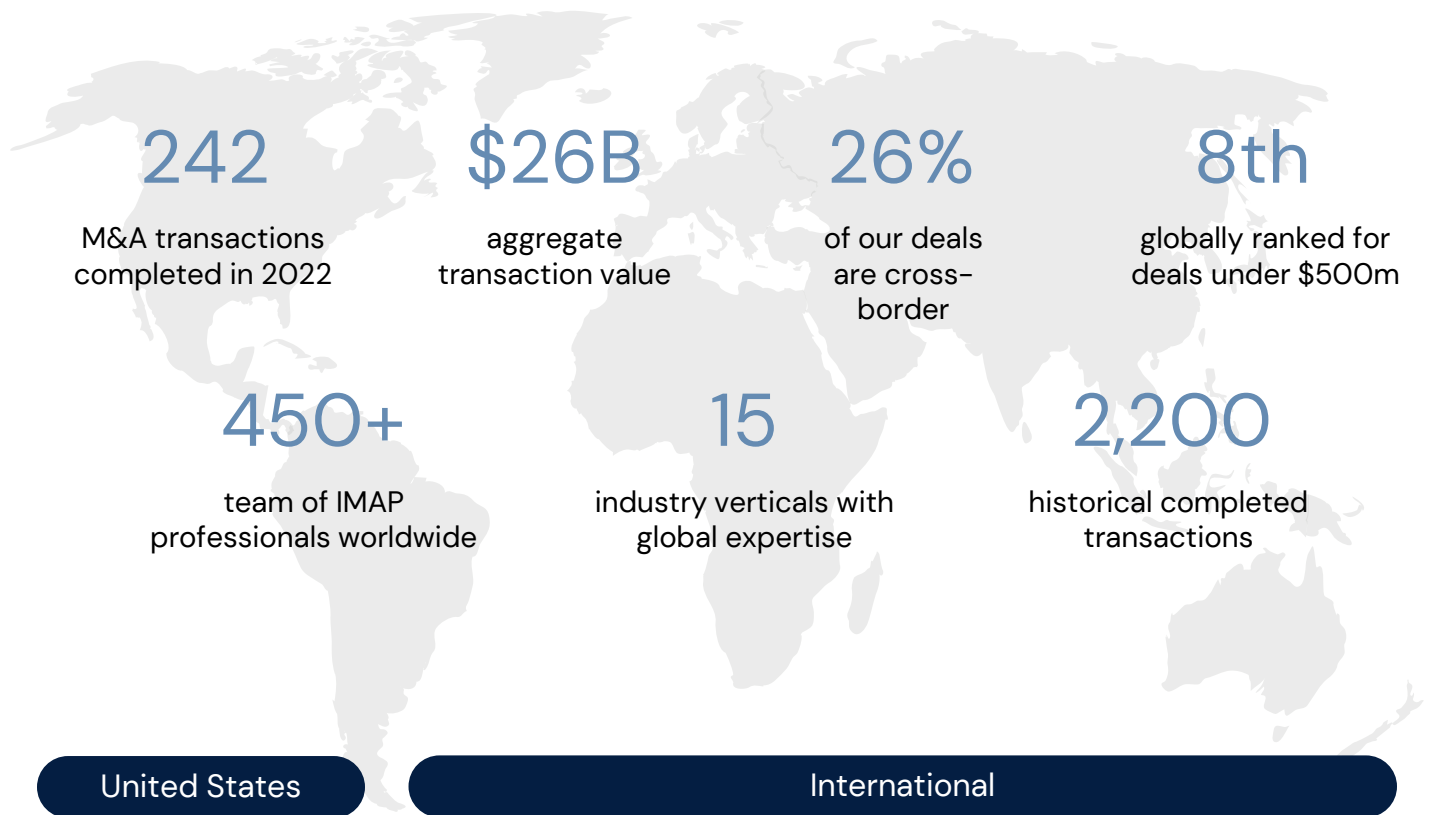 242
$26B
26%
8th
M&A transactions
completed in 2022
aggregate
transaction value
of our deals
are cross-
border
globally ranked for
deals under $500m
450+
15
2,200
team of IMAP
professionals worldwide
industry verticals with
global expertise
historical completed
transactions
United States
International